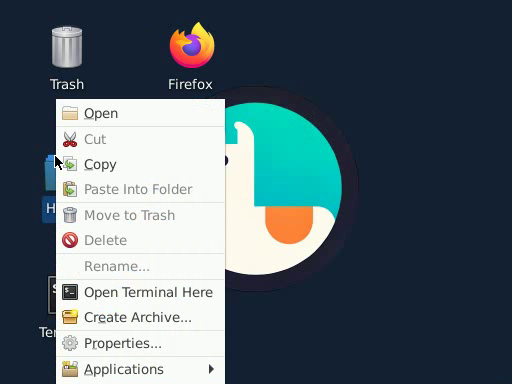 Trash
Firefox
Open
Cut
Copy
Paste Into Folder
Move to Trash
Delete
Rename...
Open Terminal Here
Create Archive...
Properties...
Applications